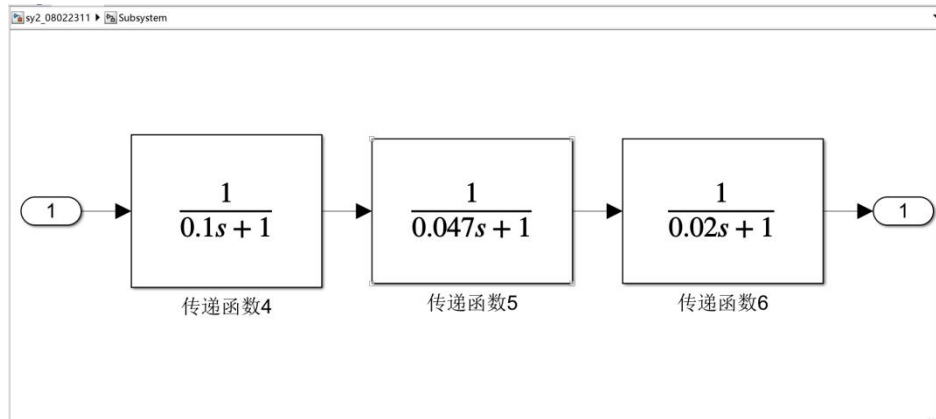 sy2_08022311 ▶ Subsystem
1
1
0.1s + 1
1
0.047s + 1
1
0.02s + 1
1
传递函数4
传递函数5
传递函数6